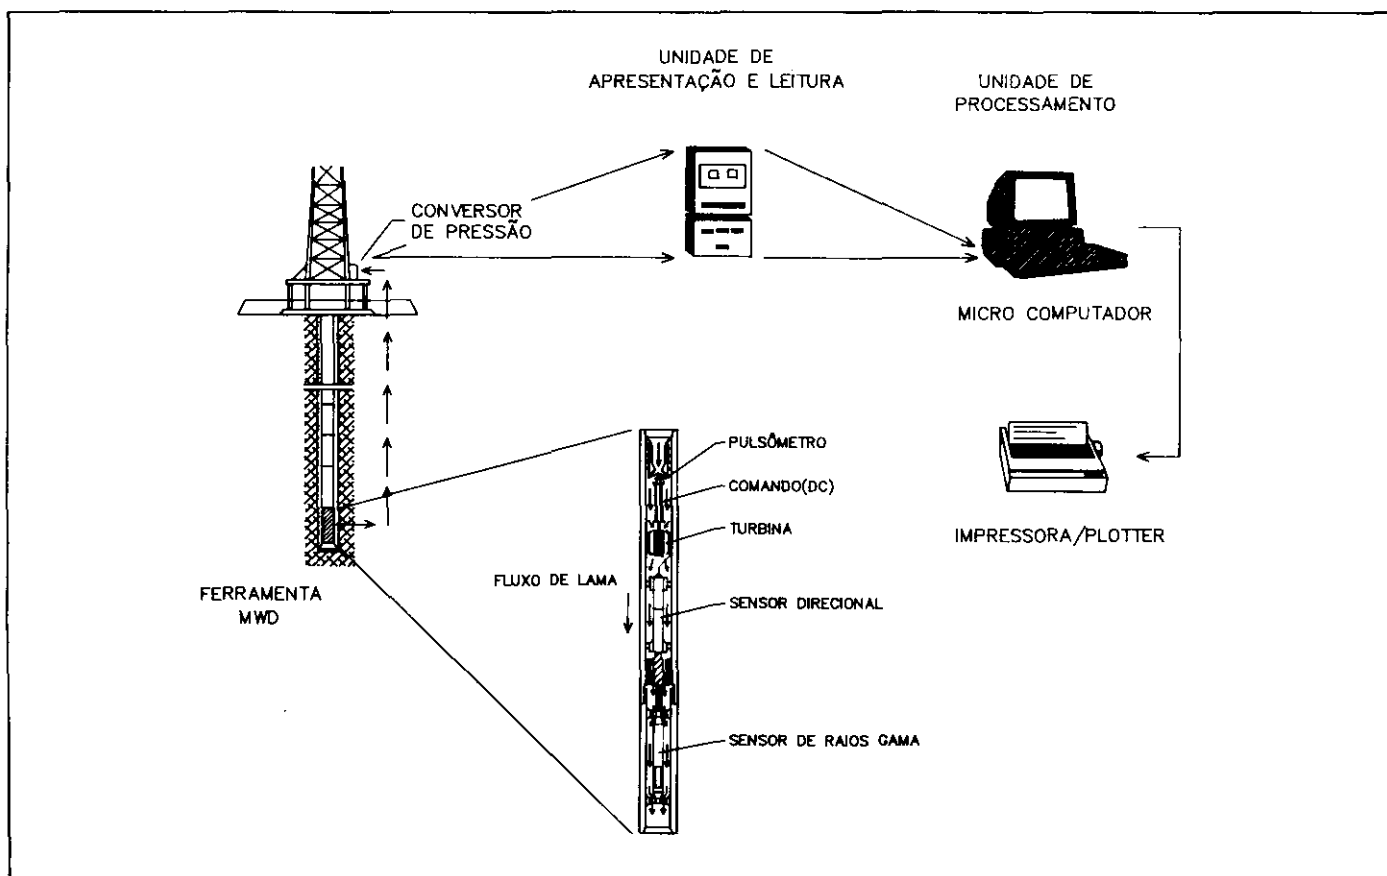 UNIDADE DE
APRESENTAÇÃO E LEITURA
UNIDADE DE
PROCESSAMENTO
CONVERSOR
DE PRESSÃO
MICRO COMPUTADOR
PULSÔMETRO
COMANDO(DC)
TURBINA
IMPRESSORA/PLOTTER
FLUXO DE LAMA
FERRAMENTA
MWD
SENSOR DIRECIONAL
SENSOR DE RAIOS GAMA